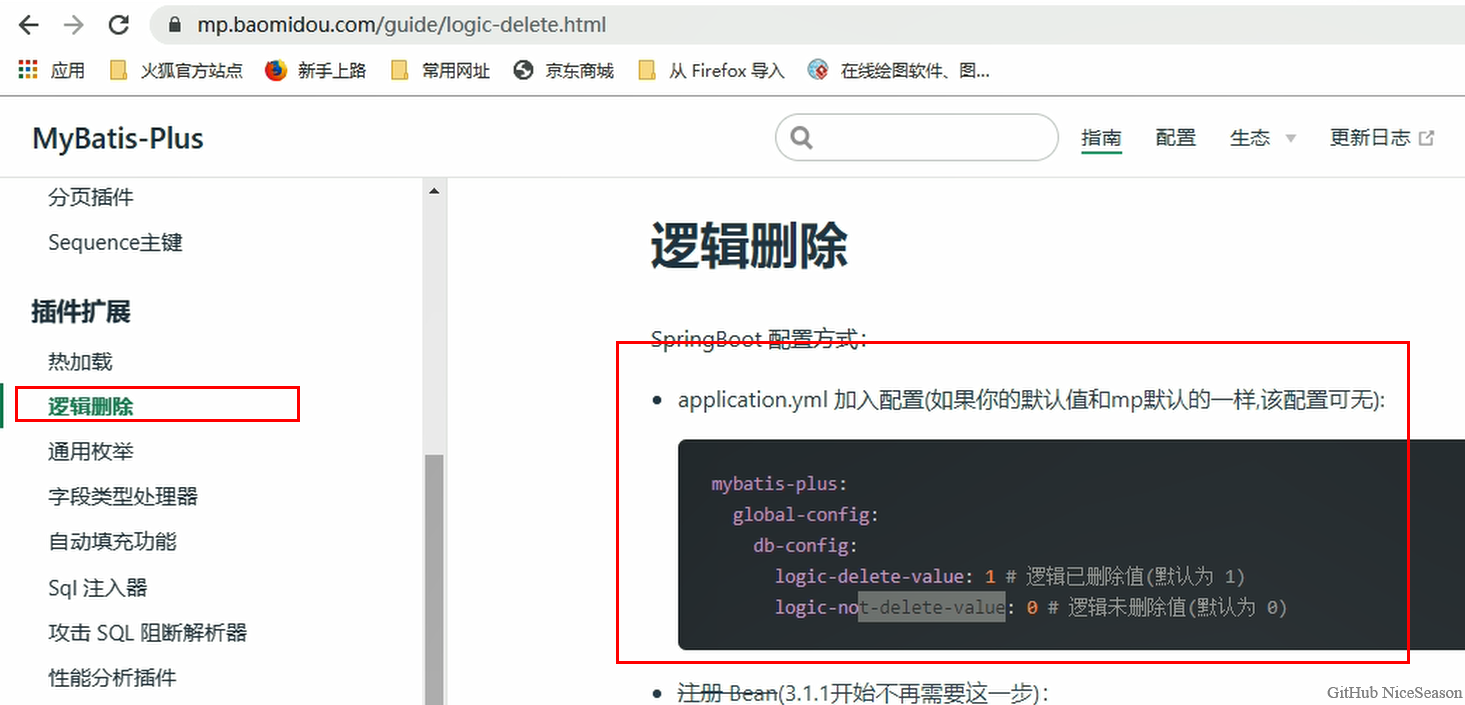 mp.baomidou.com/guide/logic-delete.html
应用 火狐官方站点 新手上路 常用网址 京东商城 从 Firefox 导入 在线绘图软件、图...
MyBatis-Plus 指南 配置 生态 更新日志
分页插件
Sequence主键
插件扩展
热加载
逻辑删除
通用枚举
字段类型处理器
自动填充功能
Sql 注入器
攻击 SQL 阻断解析器
性能分析插件
逻辑删除
SpringBoot 配置方式：
• application.yml 加入配置(如果你的默认值和mp默认的一样,该配置可无):
mybatis-plus:
global-config:
db-config:
logic-delete-value: 1 # 逻辑已删除值(默认为 1)
logic-not-delete-value: 0 # 逻辑未删除值(默认为 0)
• 注册 Bean(3.1.1开始不再需要这一步)：
GitHub NiceSeason